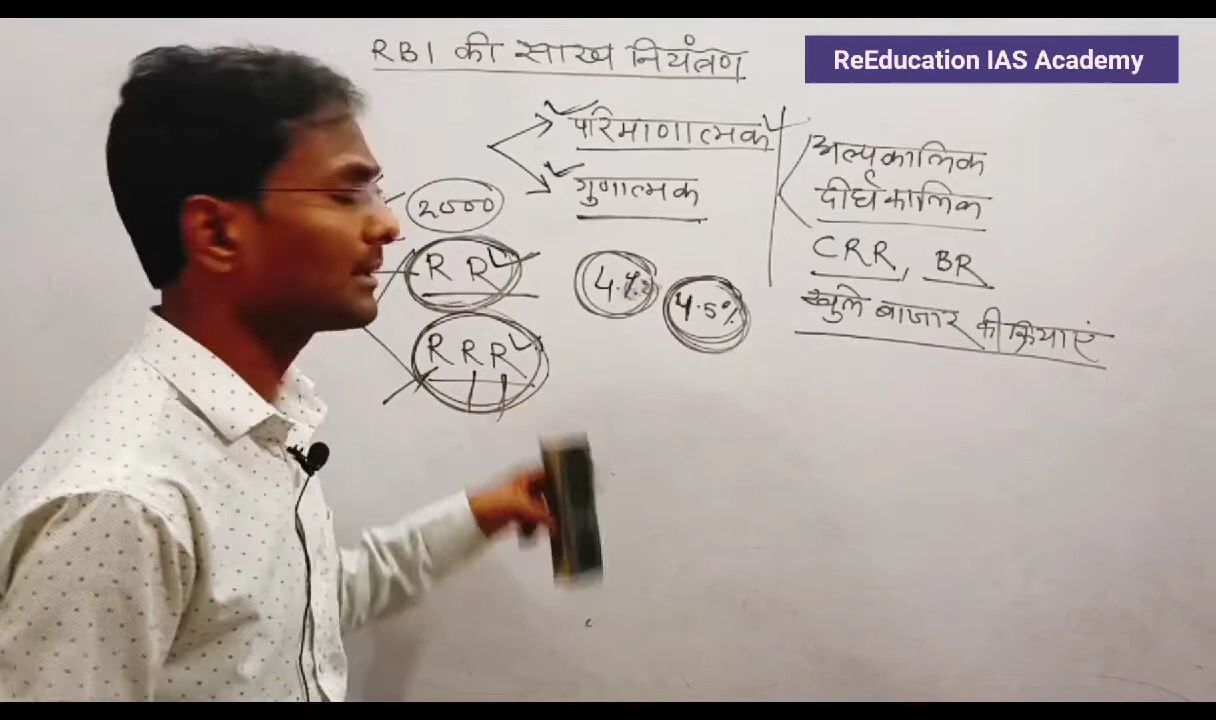 RBI की साख नियंत्रण
ReEducation IAS Academy
परिमाणात्मक
गुणात्मक
अल्पकालिक
दीर्घकालिक
CRR, BR
खुले बाजार की क्रियाएं
2000
RR
RRR
4.5%